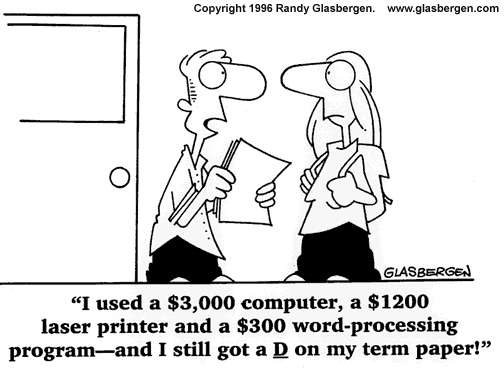 Copyright 1996 Randy Glasbergen. www.glasbergen.com
GLASBERGEN
“I used a $3,000 computer, a $1200
laser printer and a $300 word-processing
program—and I still got a D on my term paper!”